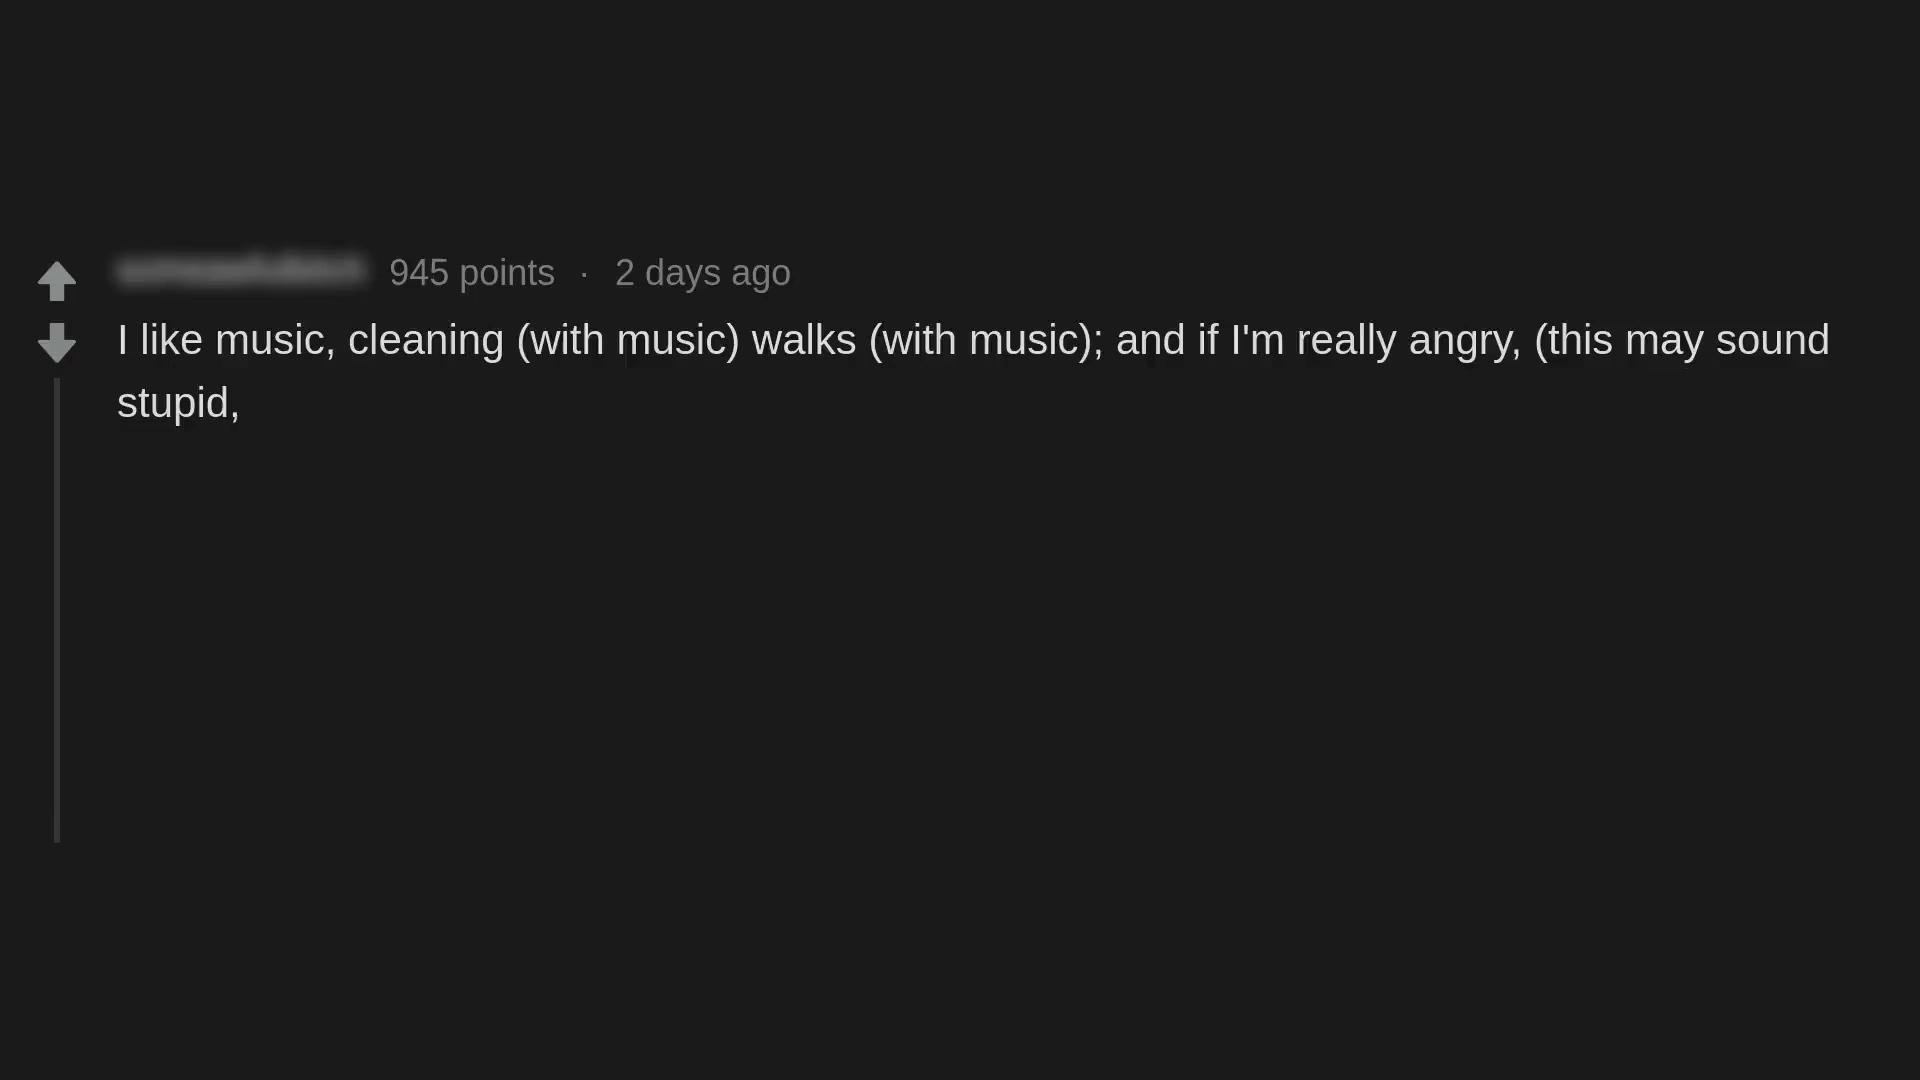 945 points · 2 days ago
I like music, cleaning (with music) walks (with music); and if I'm really angry, (this may sound
stupid,